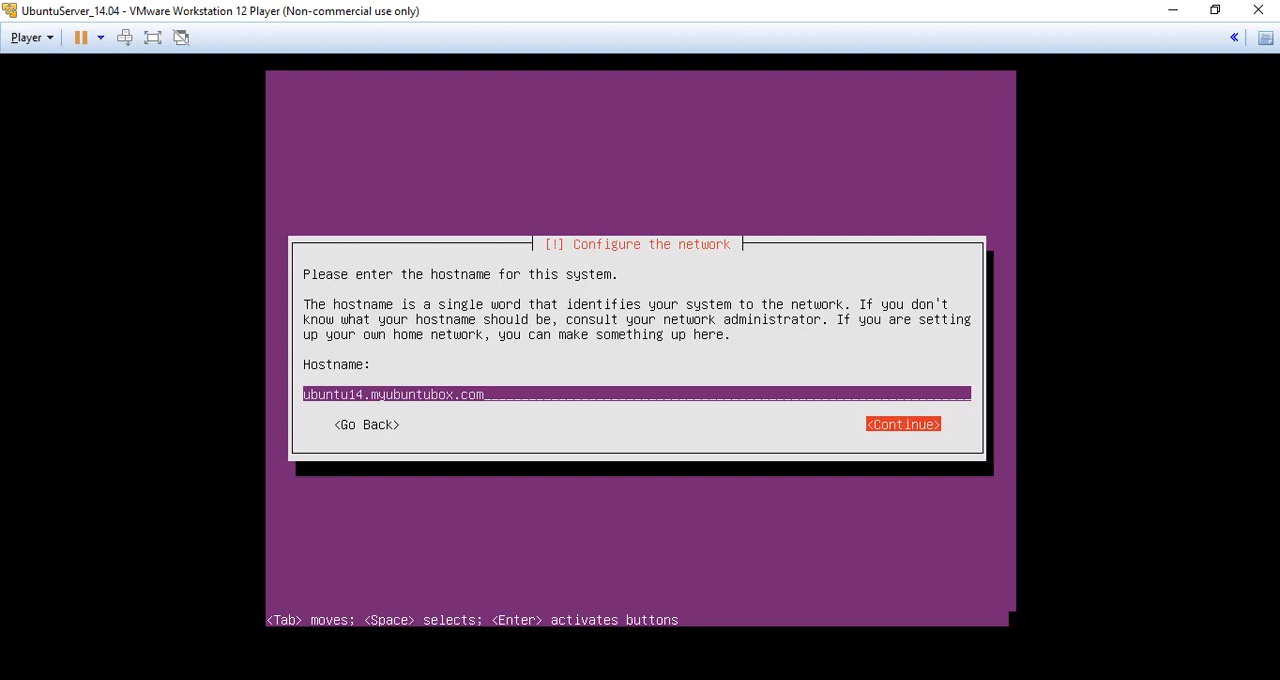 UbuntuServer_14.04 - VMware Workstation 12 Player (Non-commercial use only)
Player
[!] Configure the network
Please enter the hostname for this system.
The hostname is a single word that identifies your system to the network. If you don't
know what your hostname should be, consult your network administrator. If you are setting
up your own home network, you can make something up here.
Hostname:
ubuntu14.myubuntubox.com
<Go Back> <Continue>
<Tab> moves; <Space> selects; <Enter> activates buttons